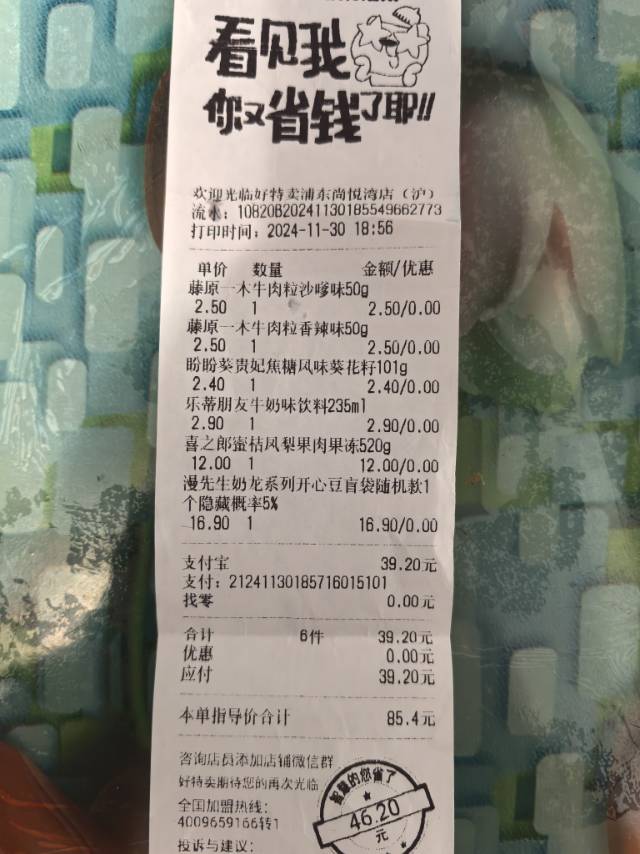 看见我
你又省钱了耶!!
欢迎光临好特卖浦东尚悦湾店（沪）
流水：10820B20241130185549662773
打印时间：2024-11-30 18:56
单价 数量 金额/优惠
藤原一木牛肉粒沙嗲味50g
2.50 1 2.50/0.00
藤原一木牛肉粒香辣味50g
2.50 1 2.50/0.00
盼盼葵贵妃焦糖风味葵花籽101g
2.40 1 2.40/0.00
乐蒂朋友牛奶味饮料235ml
2.90 1 2.90/0.00
喜之郎蜜桔凤梨果肉果冻520g
12.00 1 12.00/0.00
漫先生奶龙系列开心豆盲袋随机款1
个隐藏概率5%
16.90 1 16.90/0.00
支付宝 39.20元
支付：21241130185716015101
找零 0.00元
合计 6件 39.20元
优惠 0.00元
应付 39.20元
本单指导价合计 85.4元
咨询店员添加店铺微信群
好特卖期待您的再次光临
全国加盟热线：
4009659166转1
投诉与建议：
智慧的您省了
46.20
元